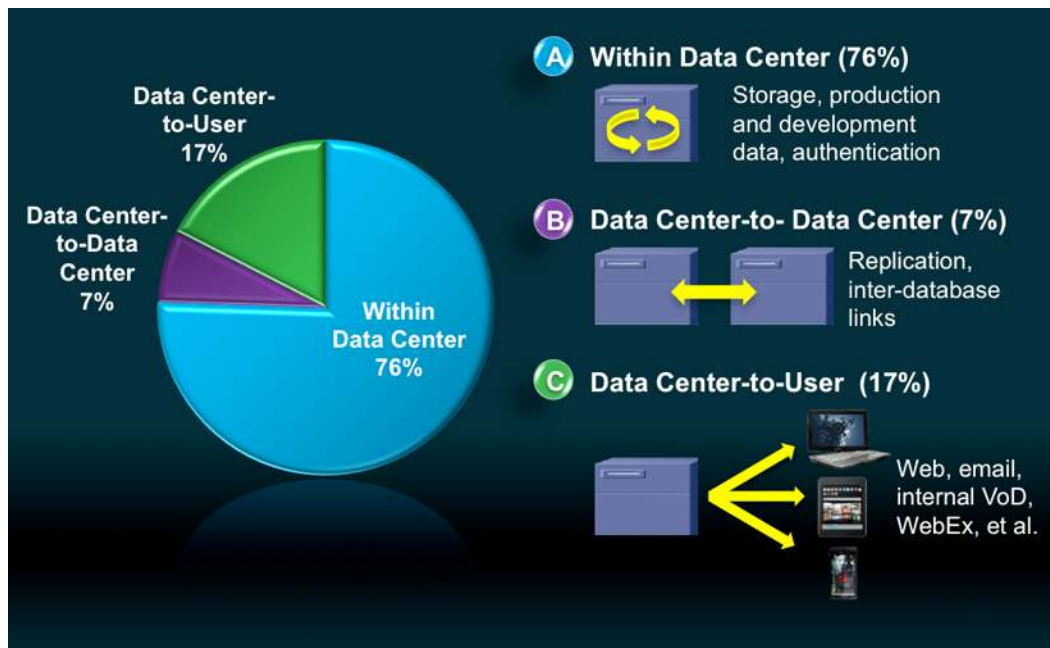 Data Center-
to-User
17%
Data Center-
to-Data
Center
7%
Within
Data Center
76%
A Within Data Center (76%)
Storage, production
and development
data, authentication
B Data Center-to- Data Center (7%)
Replication,
inter-database
links
C Data Center-to-User (17%)
Web, email,
internal VoD,
WebEx, et al.